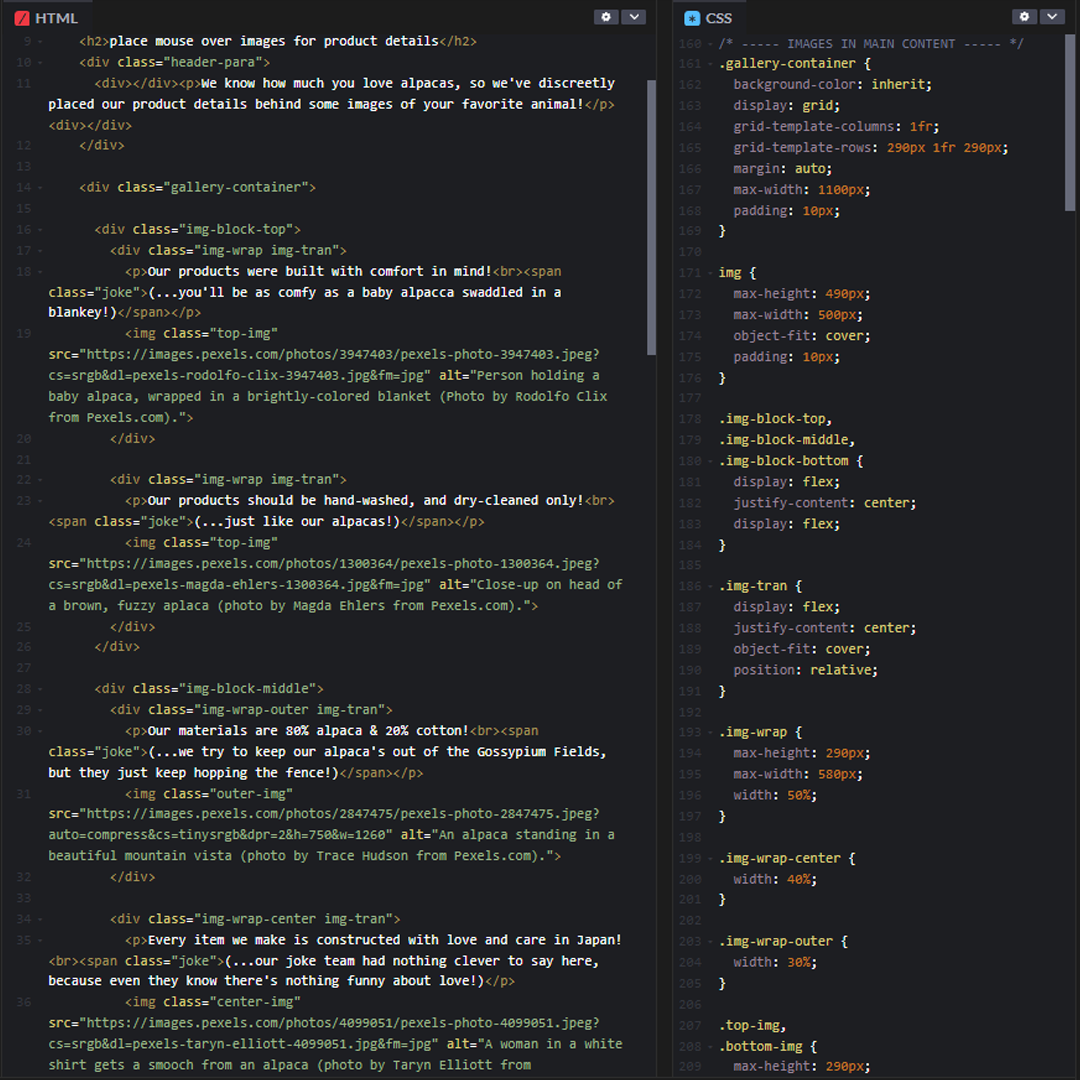 HTML
9 <h2>place mouse over images for product details</h2>
10 <div class="header-para">
11 <div></div><p>We know how much you love alpacas, so we've discreetly
placed our product details behind some images of your favorite animal!</p>
<div></div>
12 </div>
13
14 <div class="gallery-container">
15
16 <div class="img-block-top">
17 <div class="img-wrap img-tran">
18 <p>Our products were built with comfort in mind!<br><span
class="joke">(...you'll be as comfy as a baby alpacca swaddled in a
blankey!)</span></p>
19 <img class="top-img"
src="https://images.pexels.com/photos/3947403/pexels-photo-3947403.jpeg?
cs=srgb&dl=pexels-rodolfo-clix-3947403.jpg&fm=jpg" alt="Person holding a
baby alpaca, wrapped in a brightly-colored blanket (Photo by Rodolfo Clix
from Pexels.com).">
20 </div>
21
22 <div class="img-wrap img-tran">
23 <p>Our products should be hand-washed, and dry-cleaned only!<br>
<span class="joke">(...just like our alpacas!)</span></p>
24 <img class="top-img"
src="https://images.pexels.com/photos/1300364/pexels-photo-1300364.jpeg?
cs=srgb&dl=pexels-magda-ehlers-1300364.jpg&fm=jpg" alt="Close-up on head of
a brown, fuzzy aplaca (photo by Magda Ehlers from Pexels.com).">
25 </div>
26 </div>
27
28 <div class="img-block-middle">
29 <div class="img-wrap-outer img-tran">
30 <p>Our materials are 80% alpaca & 20% cotton!<br><span
class="joke">(...we try to keep our alpaca's out of the Gossypium Fields,
but they just keep hopping the fence!)</span></p>
31 <img class="outer-img"
src="https://images.pexels.com/photos/2847475/pexels-photo-2847475.jpeg?
auto=compress&cs=tinysrgb&dpr=2&h=750&w=1260" alt="An alpaca standing in a
beautiful mountain vista (photo by Trace Hudson from Pexels.com).">
32 </div>
33
34 <div class="img-wrap-center img-tran">
35 <p>Every item we make is constructed with love and care in Japan!
<br><span class="joke">(...our joke team had nothing clever to say here,
because even they know there's nothing funny about love!)</p>
36 <img class="center-img"
src="https://images.pexels.com/photos/4099051/pexels-photo-4099051.jpeg?
cs=srgb&dl=pexels-taryn-elliott-4099051.jpg&fm=jpg" alt="A woman in a white
shirt gets a smooch from an alpaca (photo by Taryn Elliott from
CSS
160 /* ----- IMAGES IN MAIN CONTENT ----- */
161 .gallery-container {
162 background-color: inherit;
163 display: grid;
164 grid-template-columns: 1fr;
165 grid-template-rows: 290px 1fr 290px;
166 margin: auto;
167 max-width: 1100px;
168 padding: 10px;
169 }
170
171 img {
172 max-height: 490px;
173 max-width: 500px;
174 object-fit: cover;
175 padding: 10px;
176 }
177
178 .img-block-top,
179 .img-block-middle,
180 .img-block-bottom {
181 display: flex;
182 justify-content: center;
183 display: flex;
184 }
185
186 .img-tran {
187 display: flex;
188 justify-content: center;
189 object-fit: cover;
190 position: relative;
191 }
192
193 .img-wrap {
194 max-height: 290px;
195 max-width: 580px;
196 width: 50%;
197 }
198
199 .img-wrap-center {
200 width: 40%;
201 }
202
203 .img-wrap-outer {
204 width: 30%;
205 }
206
207 .top-img,
208 .bottom-img {
209 max-height: 290px;